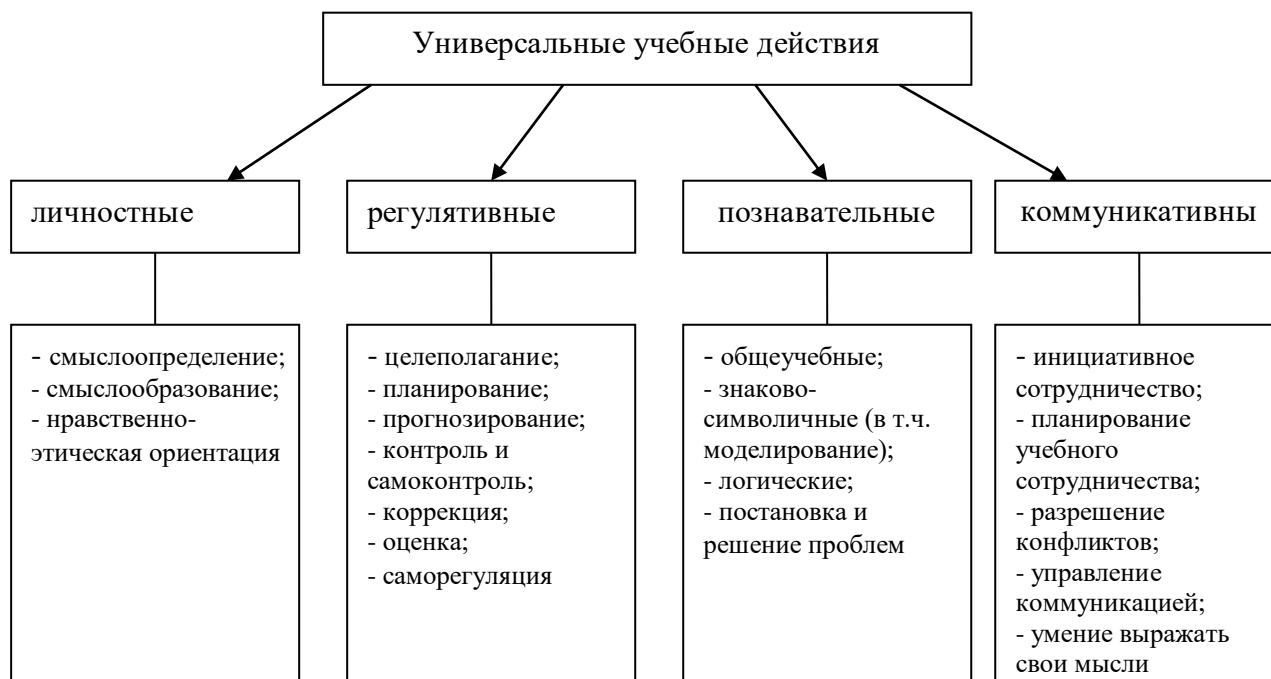 Универсальные учебные действия
личностные
регулятивные
познавательные
коммуникативны
- смыслоопределение;
- смыслообразование;
- нравственно-
этическая ориентация
- целеполагание;
- планирование;
- прогнозирование;
- контроль и
самоконтроль;
- коррекция;
- оценка;
- саморегуляция
- общеучебные;
- знаково-
символичные (в т.ч.
моделирование);
- логические;
- постановка и
решение проблем
- инициативное
сотрудничество;
- планирование
учебного
сотрудничества;
- разрешение
конфликтов;
- управление
коммуникацией;
- умение выражать
свои мысли